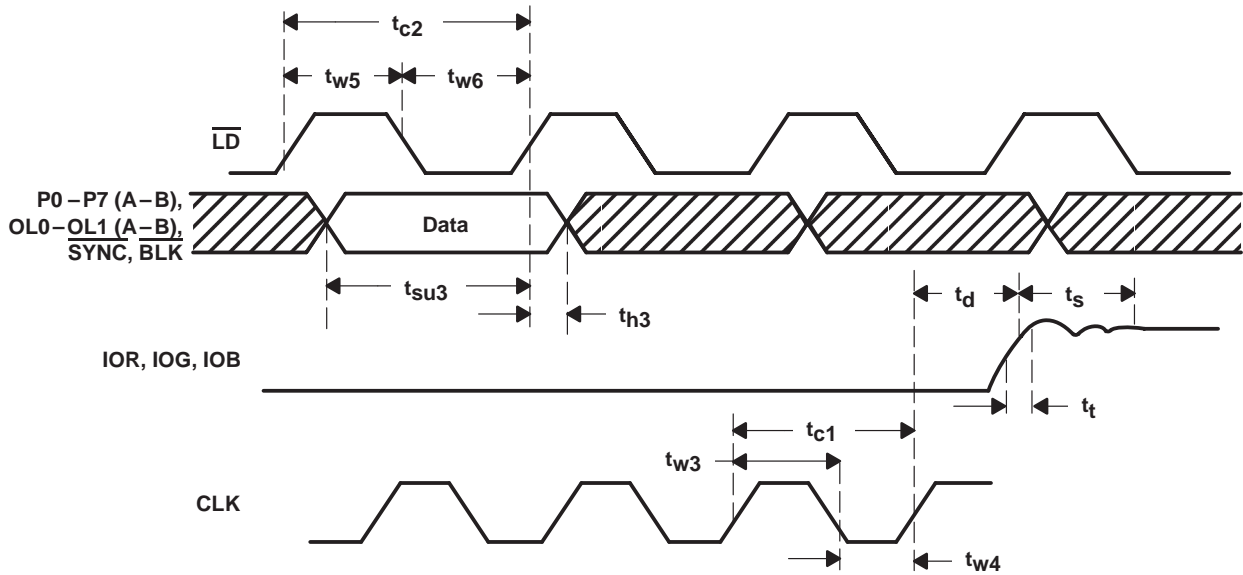 tc2
tw5 tw6
LD
P0–P7 (A–B),
OL0–OL1 (A–B),
SYNC, BLK
Data
tsu3
th3
td ts
IOR, IOG, IOB
tt
tc1
tw3
CLK
tw4